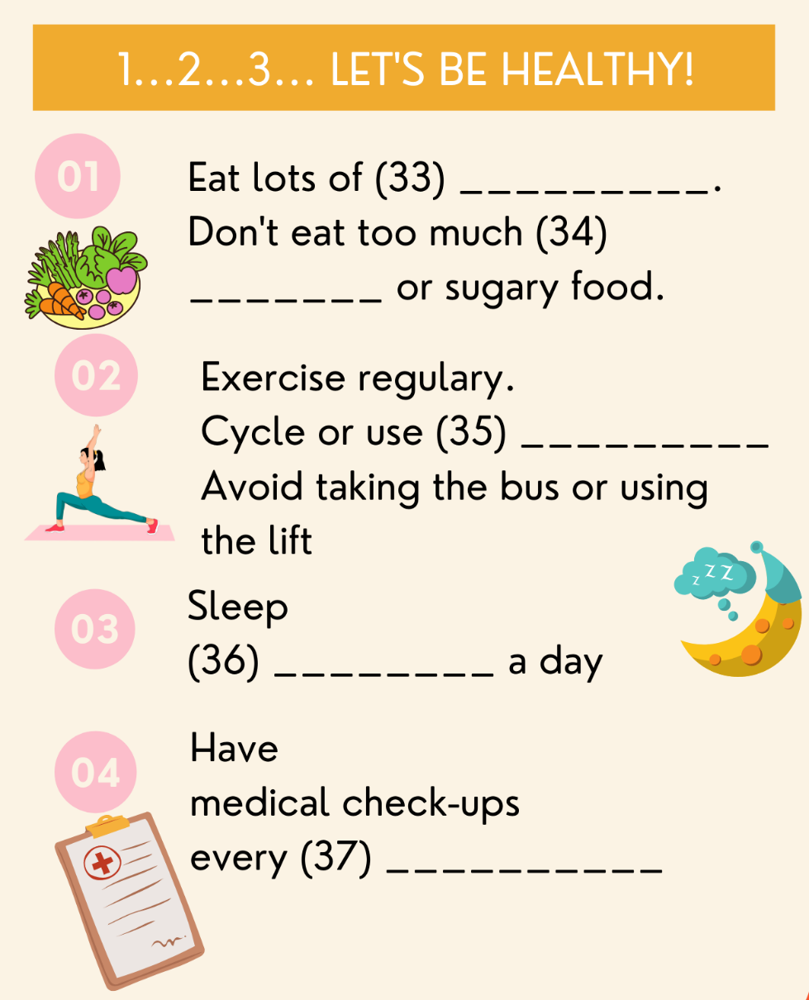 1...2...3... LET'S BE HEALTHY!
01
Eat lots of (33) _________.
Don't eat too much (34)
_______ or sugary food.
02
Exercise regulary.
Cycle or use (35) _________
Avoid taking the bus or using
the lift
z z z
03
Sleep
(36) ________ a day
04
Have
medical check-ups
every (37) __________